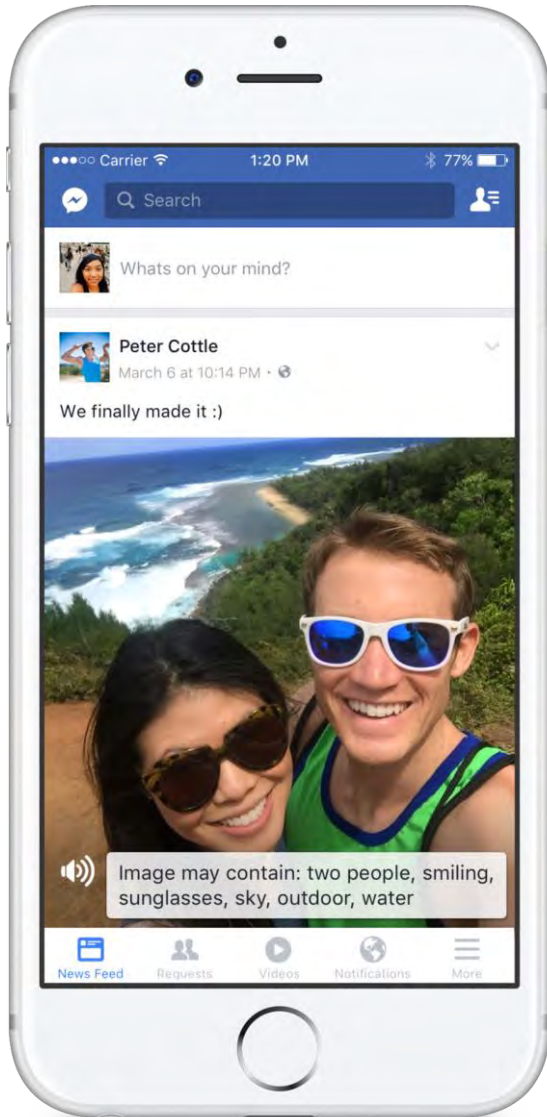 Carrier
1:20 PM
77%
Search
Whats on your mind?
Peter Cottle
March 6 at 10:14 PM •
We finally made it :)
Image may contain: two people, smiling,
sunglasses, sky, outdoor, water
News Feed
Requests
Videos
Notifications
More